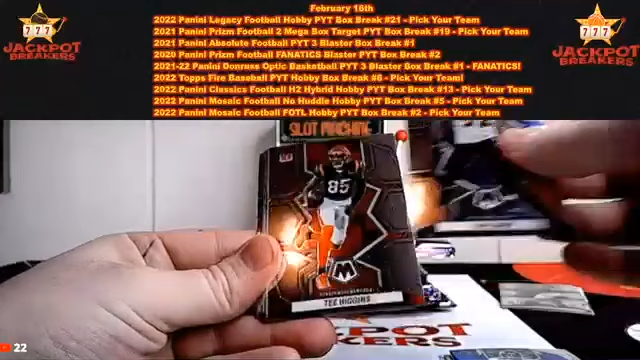 February 16th
2022 Panini Legacy Football Hobby PYT Box Break #21 - Pick Your Team
2021 Panini Prizm Football 2 Mega Box Target PYT Box Break #19 - Pick Your Team
2021 Panini Absolute Football PYT 3 Blaster Box Break #1
2020 Panini Prizm Football FANATICS Blaster PYT Box Break #2
2021-22 Panini Donruss Optic Basketball PYT 3 Blaster Box Break #1 - FANATICS!
2022 Topps Fire Baseball PYT Hobby Box Break #6 - Pick Your Team!
2022 Panini Classics Football H2 Hybrid Hobby PYT Box Break #13 - Pick Your Team
2022 Panini Mosaic Football No Huddle Hobby PYT Box Break #5 - Pick Your Team
2022 Panini Mosaic Football FOTL Hobby PYT Box Break #2 - Pick Your Team
777
JACKPOT
BREAKERS
777
JACKPOT
BREAKERS
SLOT MACHINE
85
M
TEE HIGGINS
22